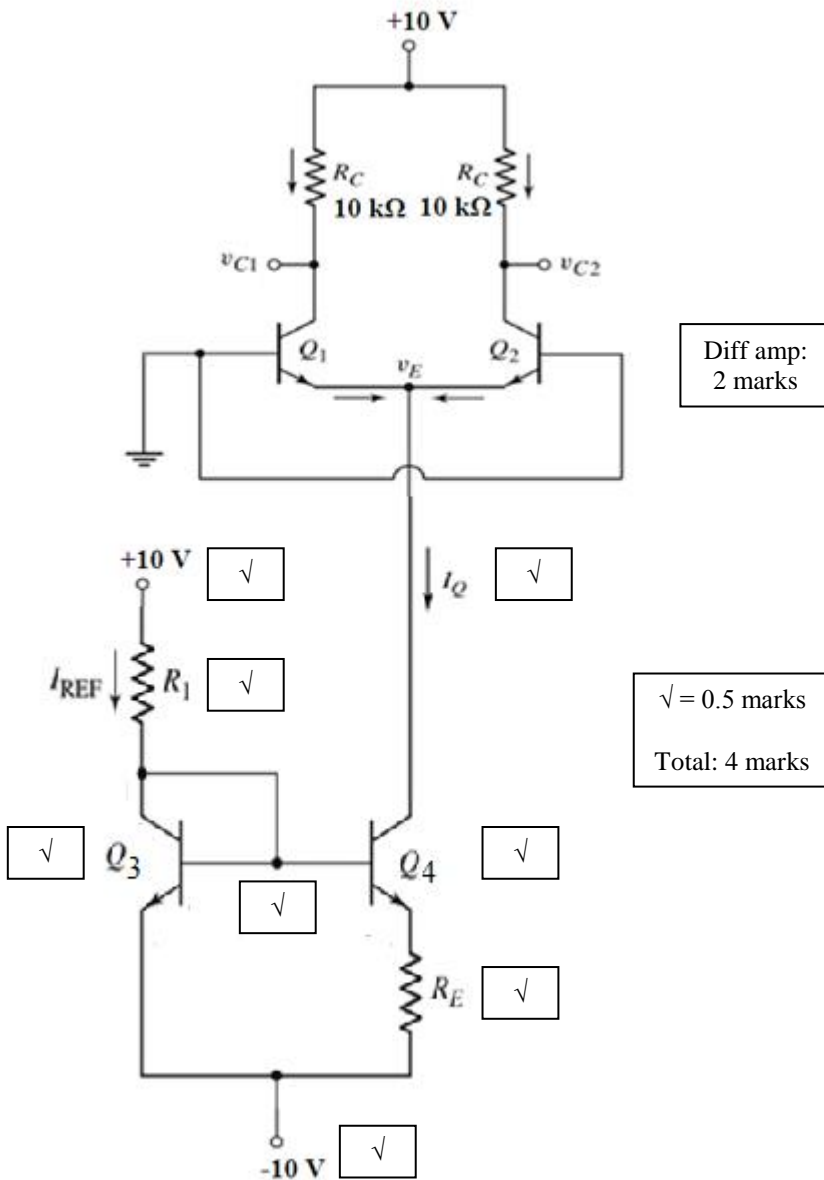 +10 V
R_C R_C
10 kΩ 10 kΩ
v_C1 v_C2
Q_1 Q_2
v_E
Diff amp:
2 marks
+10 V √
I_Q √
I_REF R_1 √
√ = 0.5 marks
Total: 4 marks
√ Q_3 Q_4 √
√
R_E √
-10 V √